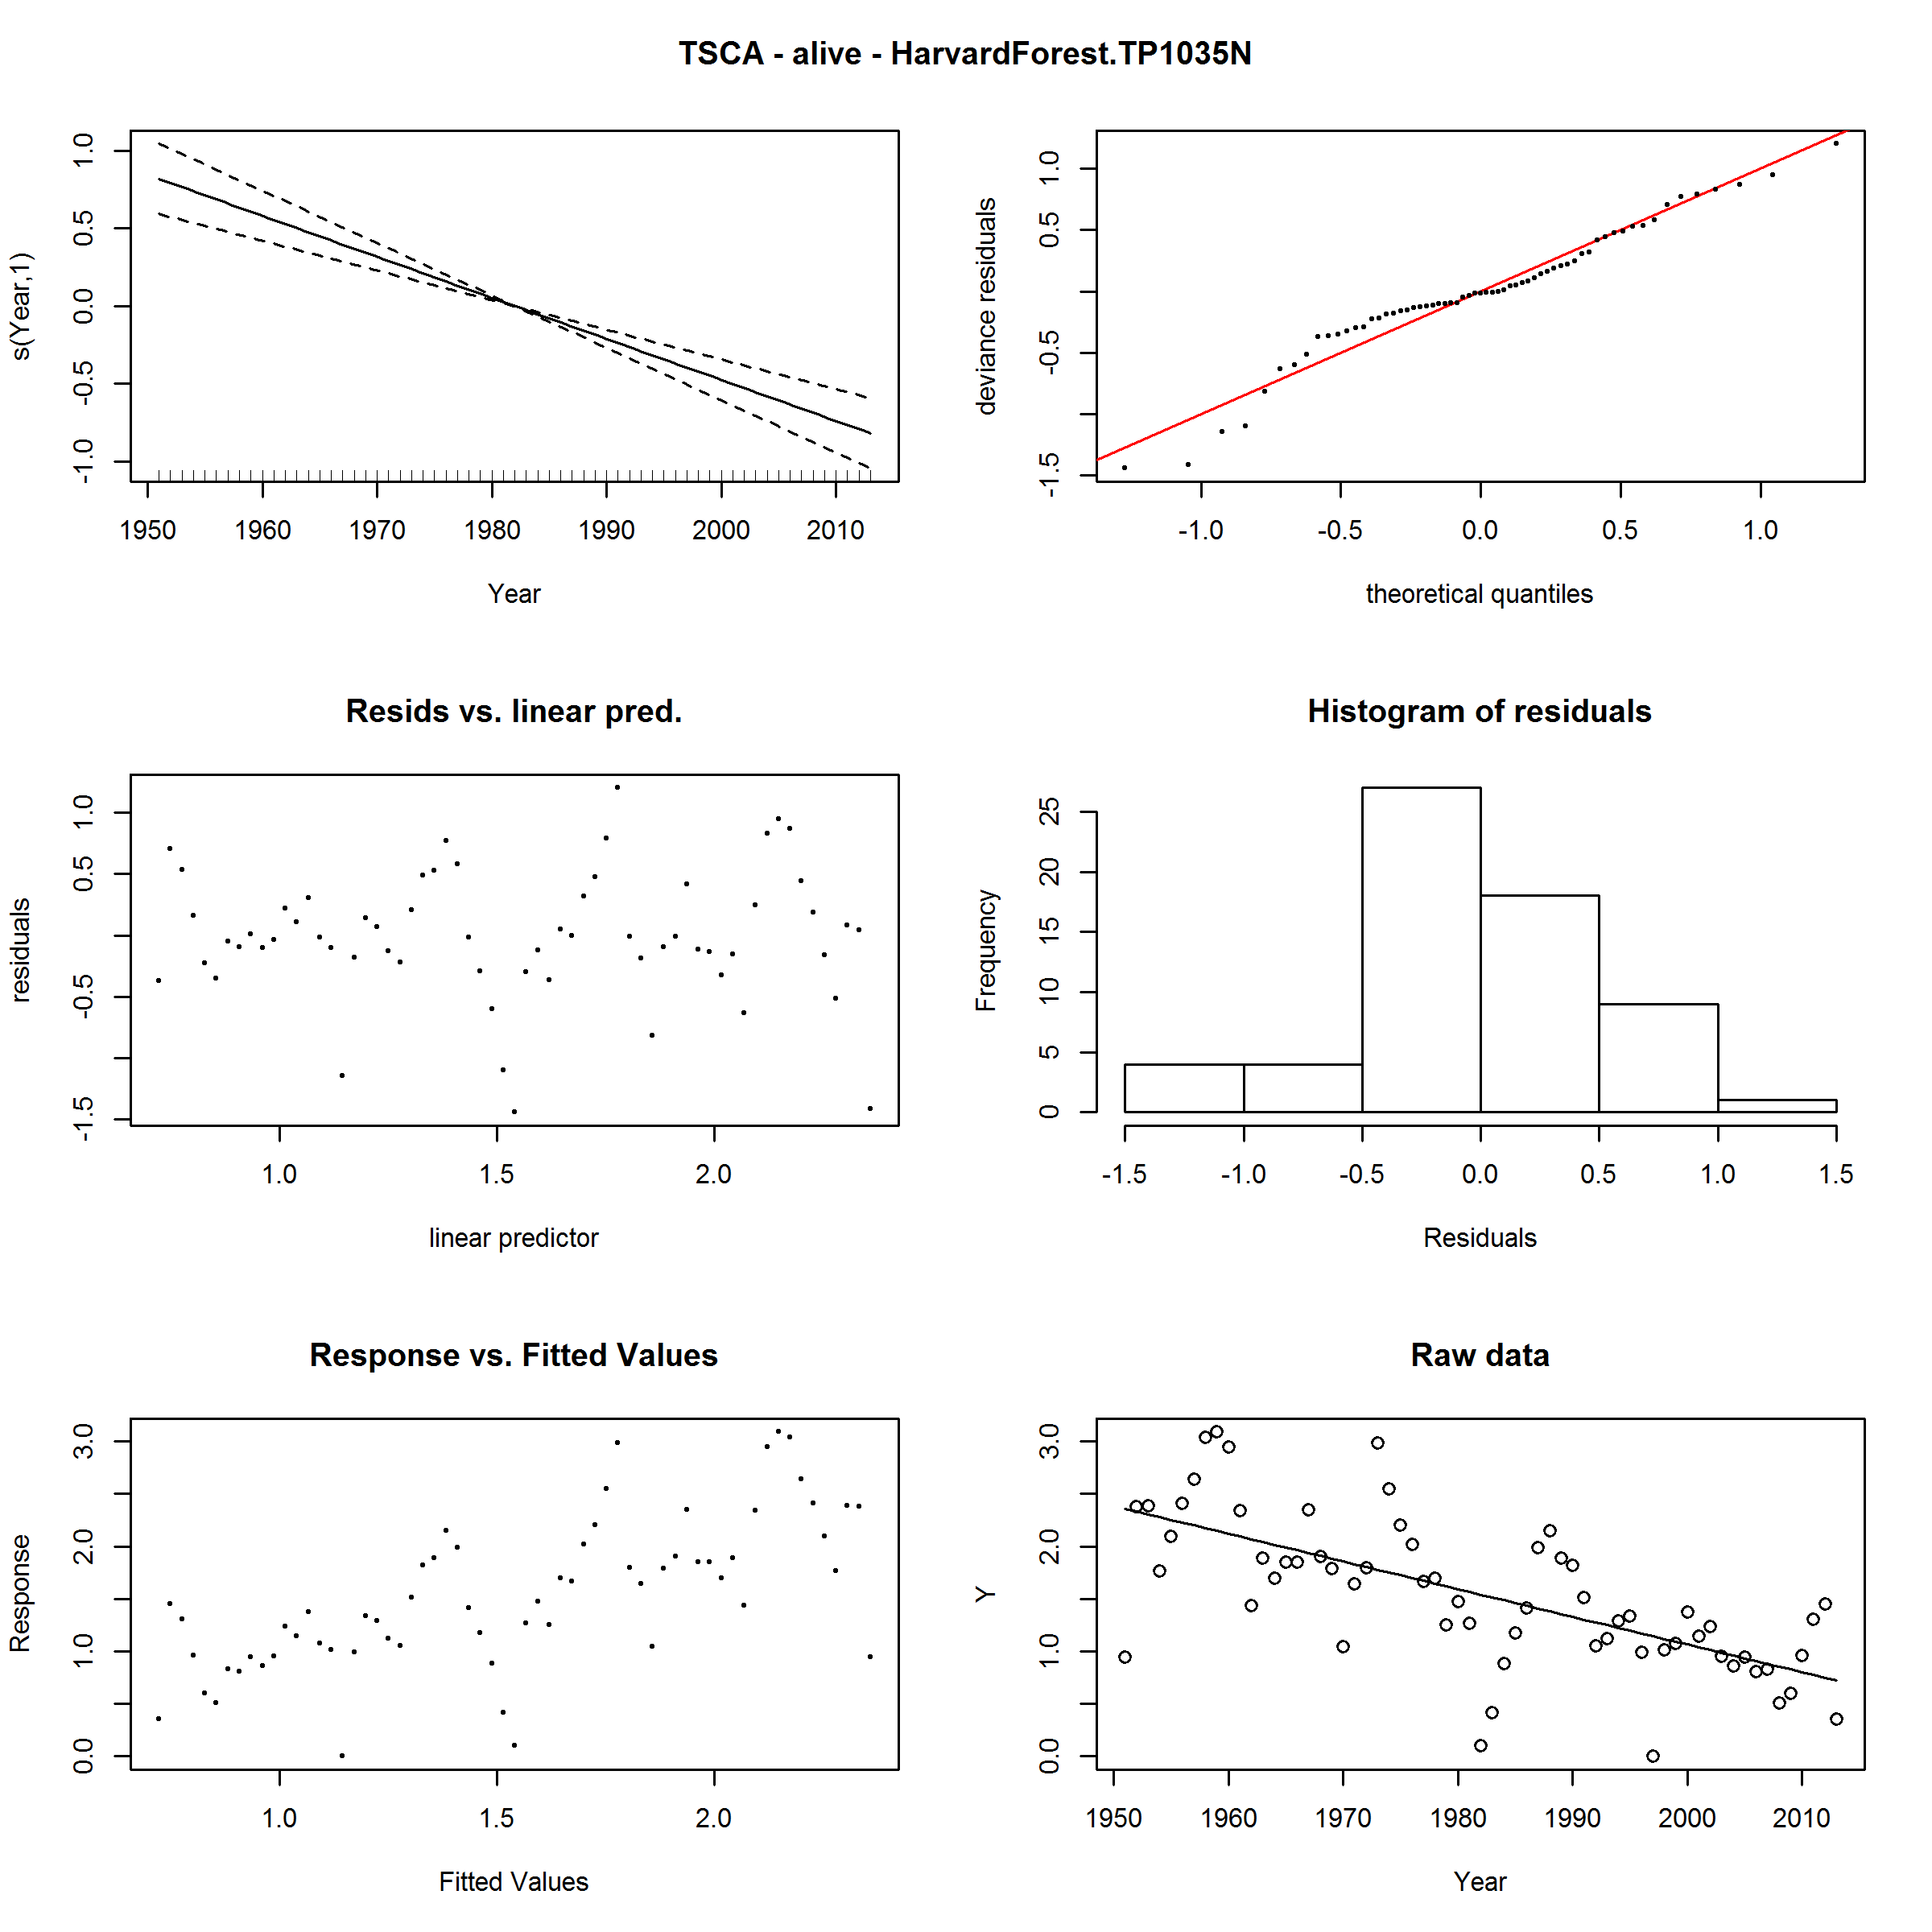 TSCA - alive - HarvardForest.TP1035N
s(Year,1)
1.0
0.5
0.0
-0.5
-1.0
1950 1960 1970 1980 1990 2000 2010
Year
deviance residuals
1.0
0.5
-0.5
-1.5
-1.0 -0.5 0.0 0.5 1.0
theoretical quantiles
Resids vs. linear pred.
residuals
1.0
0.5
-0.5
-1.5
1.0 1.5 2.0
linear predictor
Histogram of residuals
Frequency
25
20
15
10
5
0
-1.5 -1.0 -0.5 0.0 0.5 1.0 1.5
Residuals
Response vs. Fitted Values
Response
3.0
2.0
1.0
0.0
1.0 1.5 2.0
Fitted Values
Raw data
Y
3.0
2.0
1.0
0.0
1950 1960 1970 1980 1990 2000 2010
Year